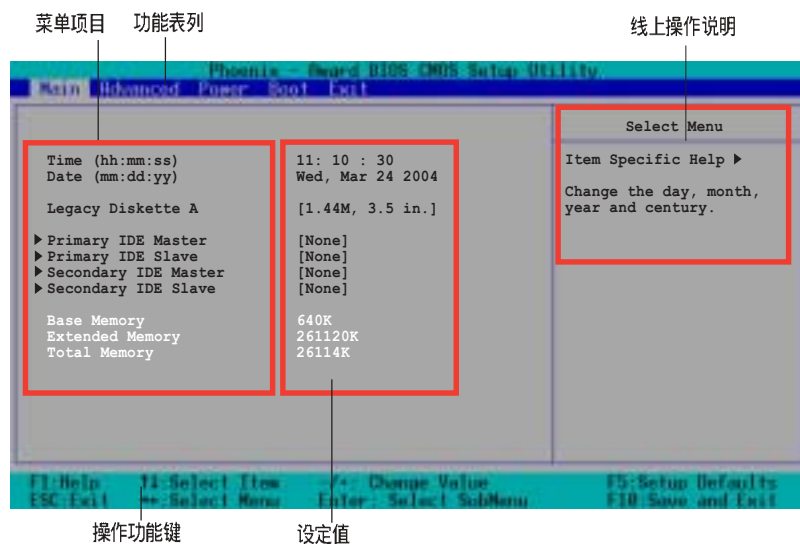 菜单项目 功能表列 线上操作说明
Phoenix - Award BIOS CMOS Setup Utility
Main Advanced Power Boot Exit
Select Menu
Time (hh:mm:ss) 11: 10 : 30 Item Specific Help ▶
Date (mm:dd:yy) Wed, Mar 24 2004
Change the day, month,
Legacy Diskette A [1.44M, 3.5 in.] year and century.
▶ Primary IDE Master [None]
▶ Primary IDE Slave [None]
▶ Secondary IDE Master [None]
▶ Secondary IDE Slave [None]
Base Memory 640K
Extended Memory 261120K
Total Memory 26114K
F1:Help ↑↓:Select Item -/+: Change Value F5:Setup Defaults
ESC:Exit ←→:Select Menu Enter: Select SubMenu F10:Save and Exit
操作功能键 设定值